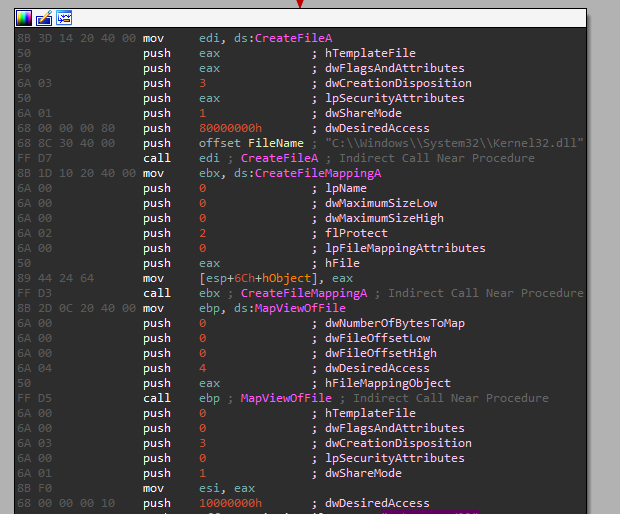 8B 3D 14 20 40 00 mov edi, ds:CreateFileA
50 push eax ; hTemplateFile
50 push eax ; dwFlagsAndAttributes
6A 03 push 3 ; dwCreationDisposition
50 push eax ; lpSecurityAttributes
6A 01 push 1 ; dwShareMode
68 00 00 00 80 push 80000000h ; dwDesiredAccess
68 8C 30 40 00 push offset FileName ; "C:\\Windows\\System32\\Kernel32.dll"
FF D7 call edi ; CreateFileA ; Indirect Call Near Procedure
8B 1D 10 20 40 00 mov ebx, ds:CreateFileMappingA
6A 00 push 0 ; lpName
6A 00 push 0 ; dwMaximumSizeLow
6A 00 push 0 ; dwMaximumSizeHigh
6A 02 push 2 ; flProtect
6A 00 push 0 ; lpFileMappingAttributes
50 push eax ; hFile
89 44 24 64 mov [esp+6Ch+hObject], eax
FF D3 call ebx ; CreateFileMappingA ; Indirect Call Near Procedure
8B 2D 0C 20 40 00 mov ebp, ds:MapViewOfFile
6A 00 push 0 ; dwNumberOfBytesToMap
6A 00 push 0 ; dwFileOffsetLow
6A 00 push 0 ; dwFileOffsetHigh
6A 04 push 4 ; dwDesiredAccess
50 push eax ; hFileMappingObject
FF D5 call ebp ; MapViewOfFile ; Indirect Call Near Procedure
6A 00 push 0 ; hTemplateFile
6A 00 push 0 ; dwFlagsAndAttributes
6A 03 push 3 ; dwCreationDisposition
6A 00 push 0 ; lpSecurityAttributes
6A 01 push 1 ; dwShareMode
8B F0 mov esi, eax
68 00 00 00 10 push 10000000h ; dwDesiredAccess